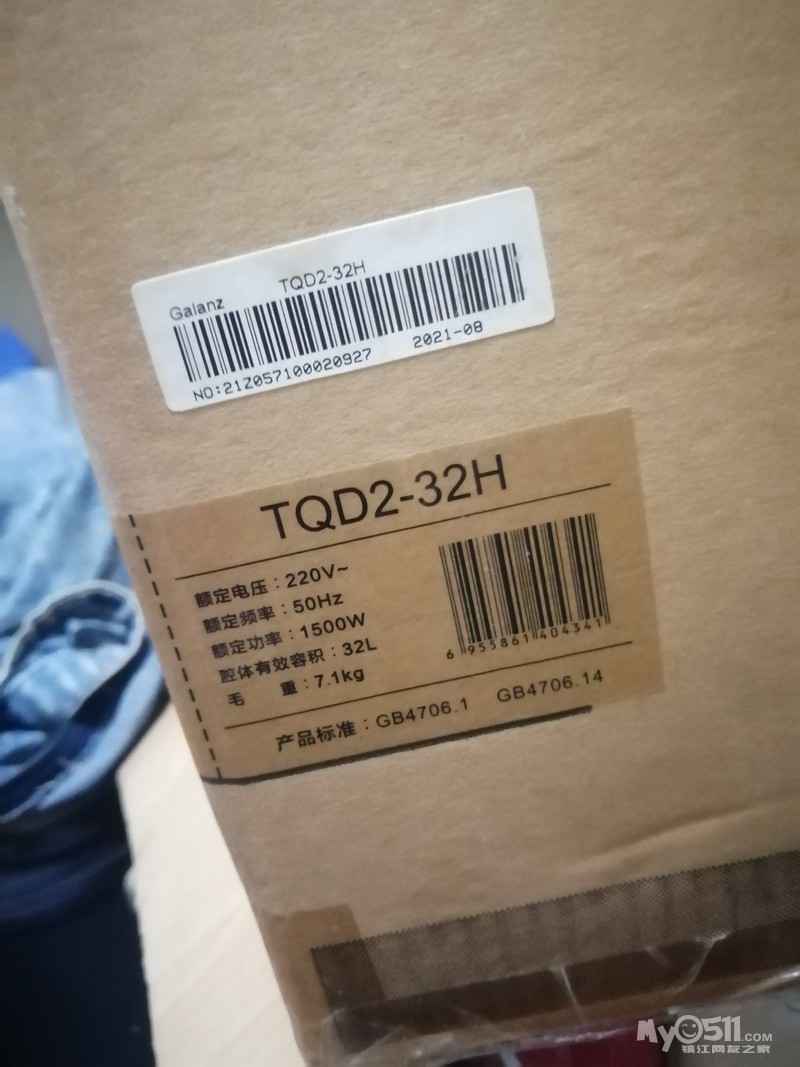 Galanz TQD2-32H
NO:21Z057100020927 2021-08
TQD2-32H
额定电压：220V~
额定频率：50Hz
额定功率：1500W
腔体有效容积：32L
毛 重：7.1kg
6 955861 404341
产品标准：GB4706.1 GB4706.14
MyO511.COM
镇江网友之家